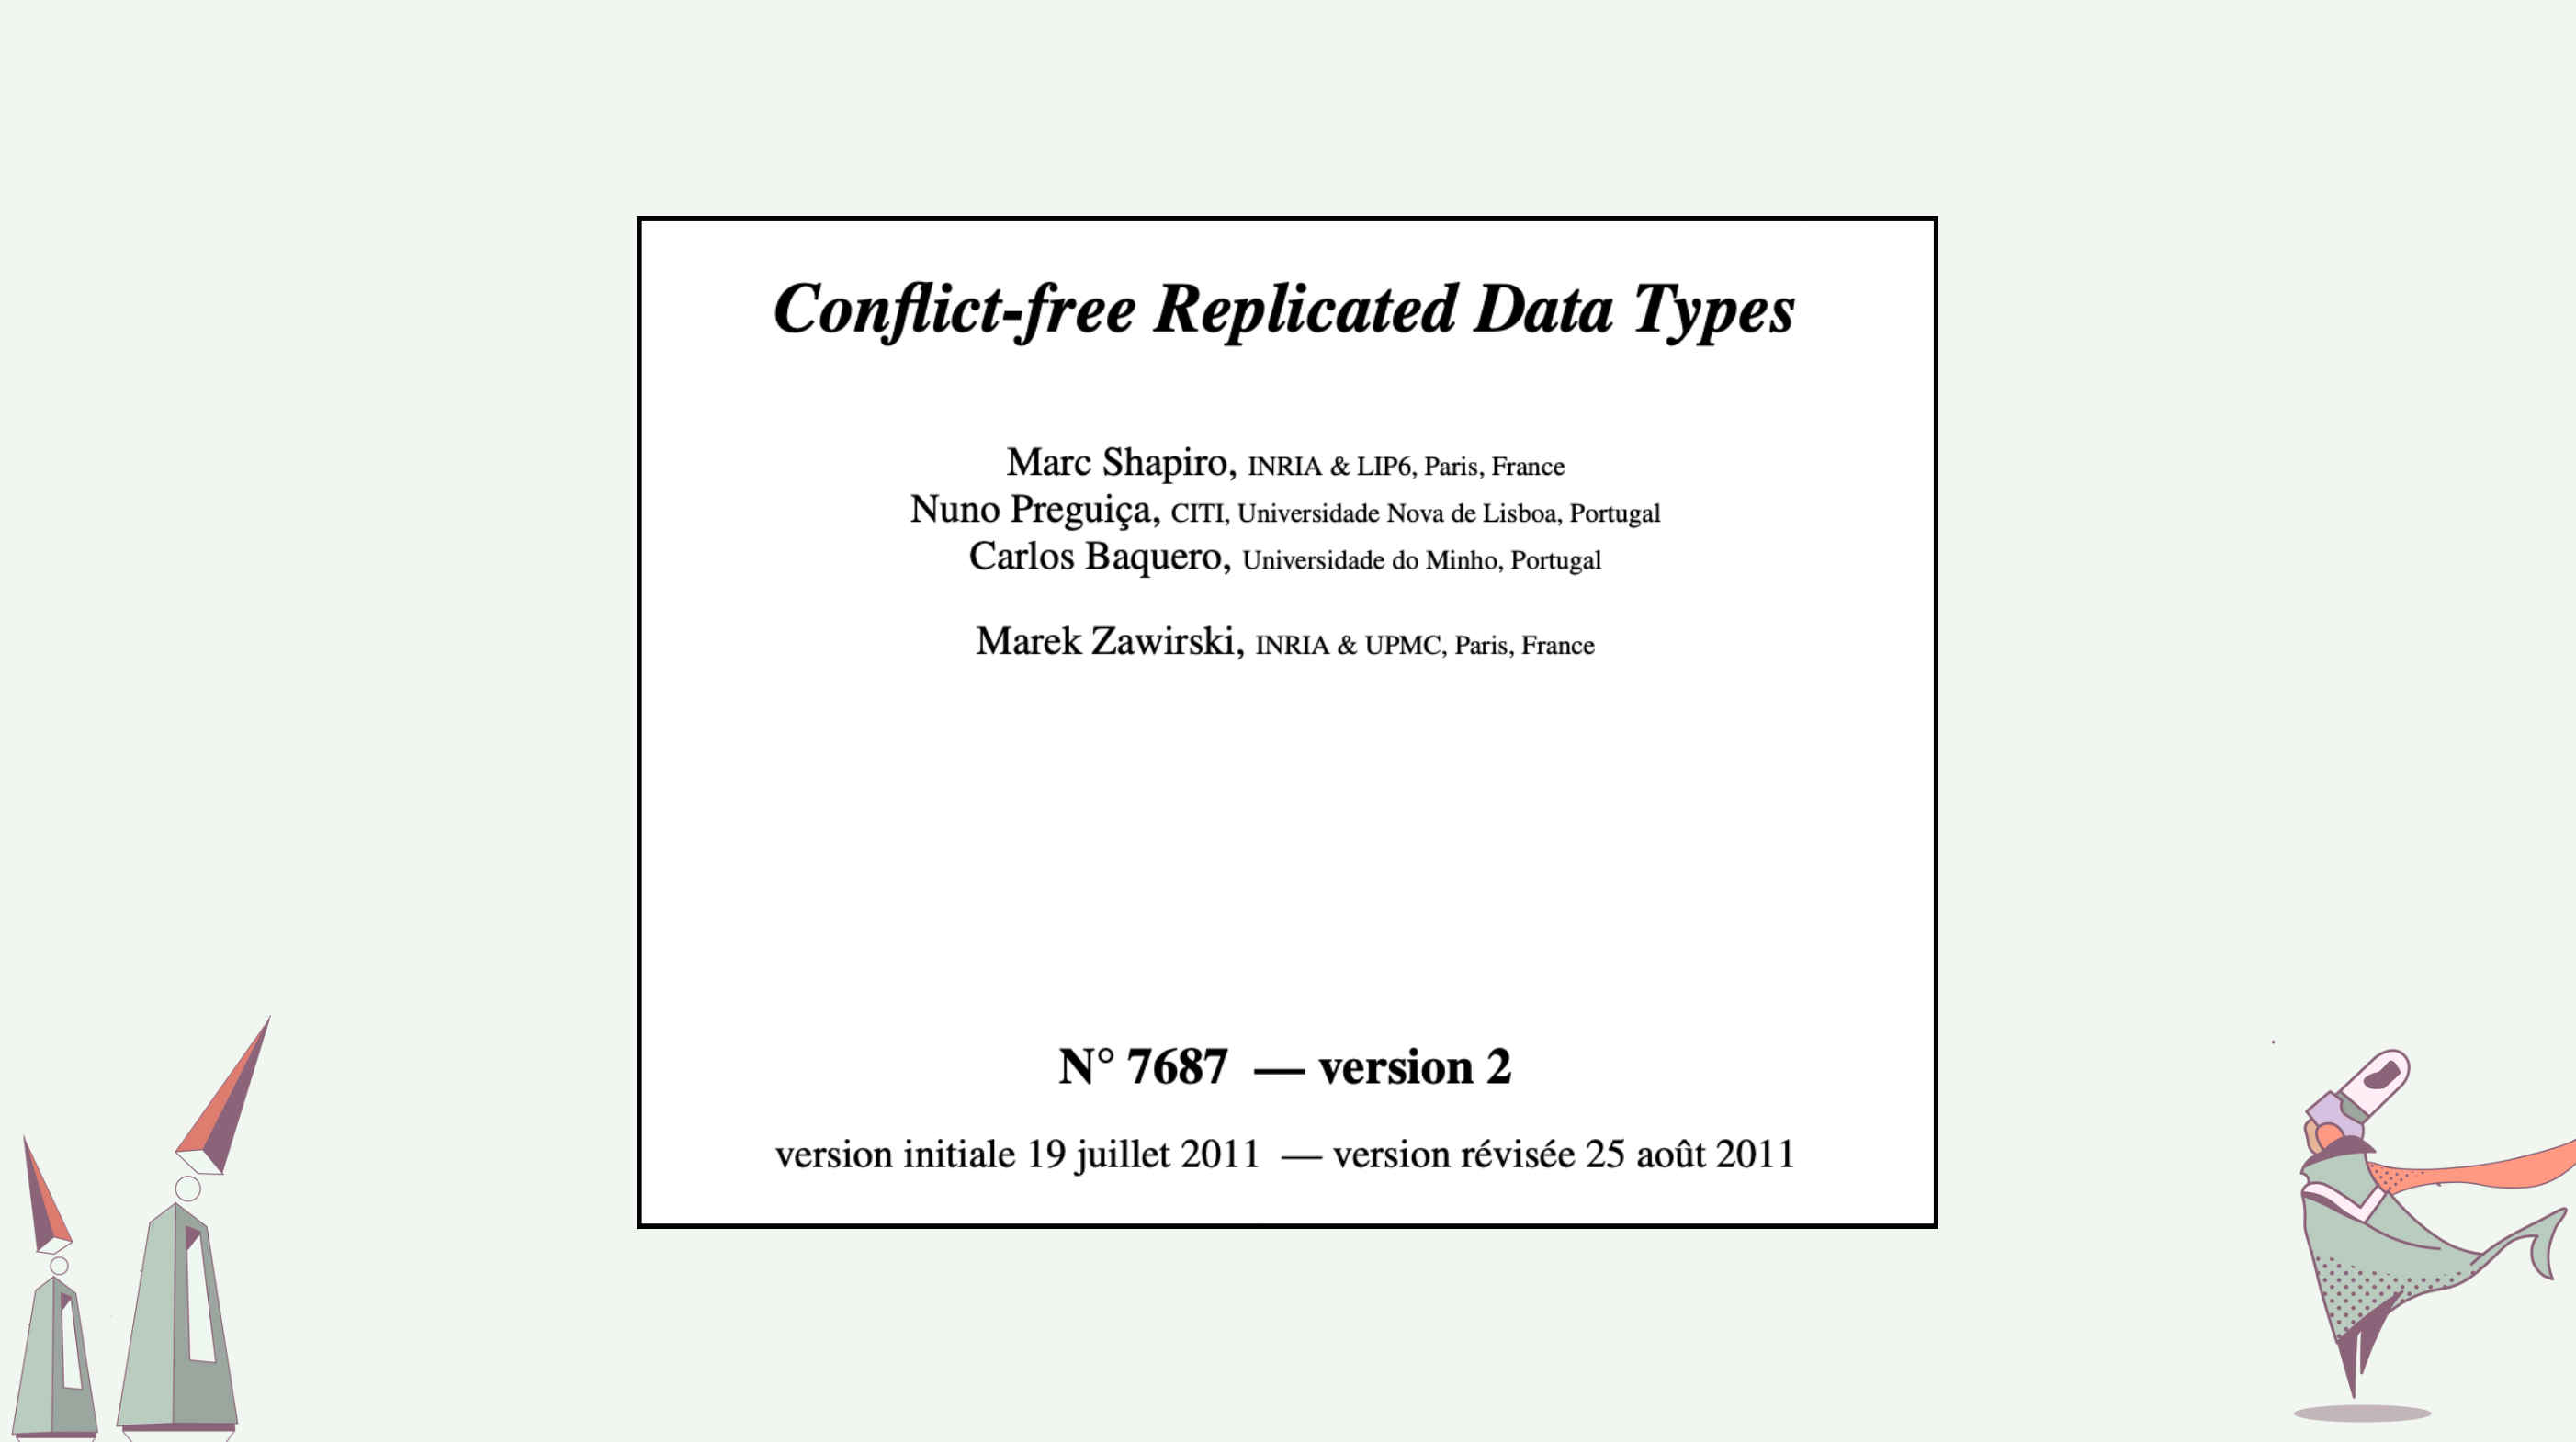 Conflict-free Replicated Data Types
Marc Shapiro, INRIA & LIP6, Paris, France
Nuno Preguiça, CITI, Universidade Nova de Lisboa, Portugal
Carlos Baquero, Universidade do Minho, Portugal
Marek Zawirski, INRIA & UPMC, Paris, France
N° 7687 — version 2
version initiale 19 juillet 2011 — version révisée 25 août 2011